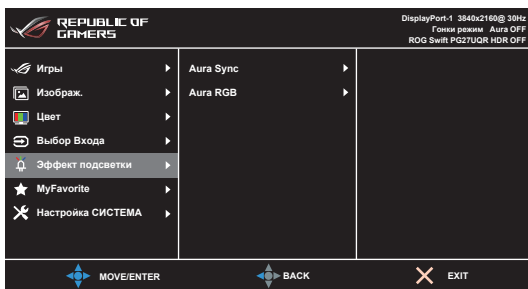 REPUBLIC OF
GAMERS
DisplayPort-1 3840x2160@ 30Hz
Гонки режим Aura OFF
ROG Swift PG27UQR HDR OFF
Игры
Изображ.
Цвет
Выбор Входа
Эффект подсветки
MyFavorite
Настройка СИСТЕМА
Aura Sync
Aura RGB
MOVE/ENTER
BACK
EXIT